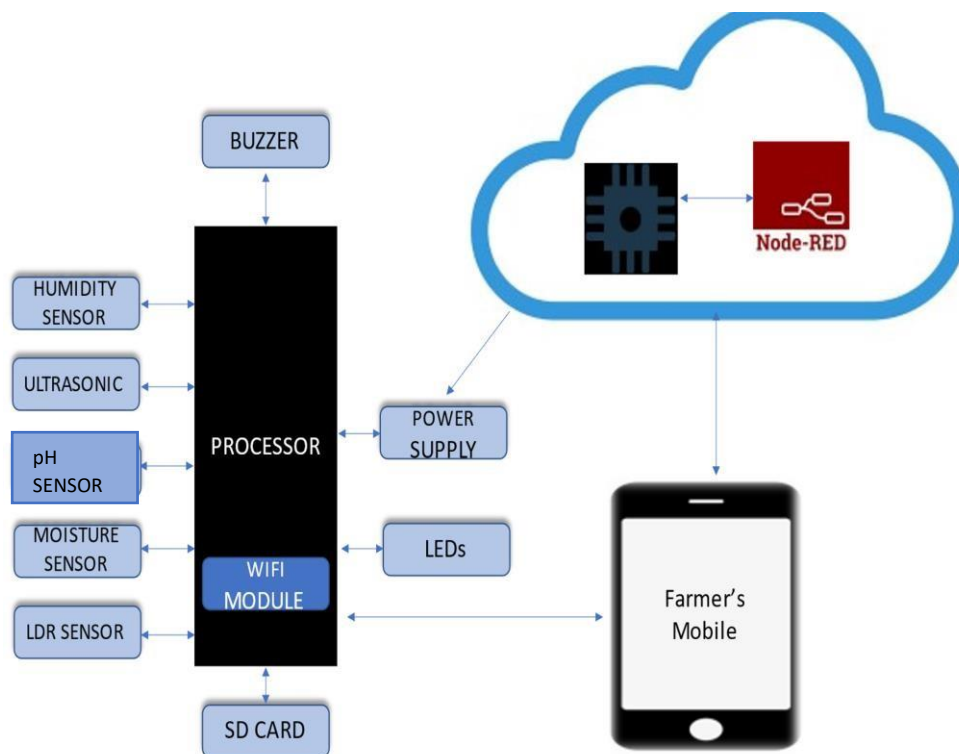 BUZZER
Node-RED
HUMIDITY
SENSOR
ULTRASONIC
pH
SENSOR
MOISTURE
SENSOR
LDR SENSOR
PROCESSOR
WIFI
MODULE
POWER
SUPPLY
LEDs
SD CARD
Farmer's
Mobile